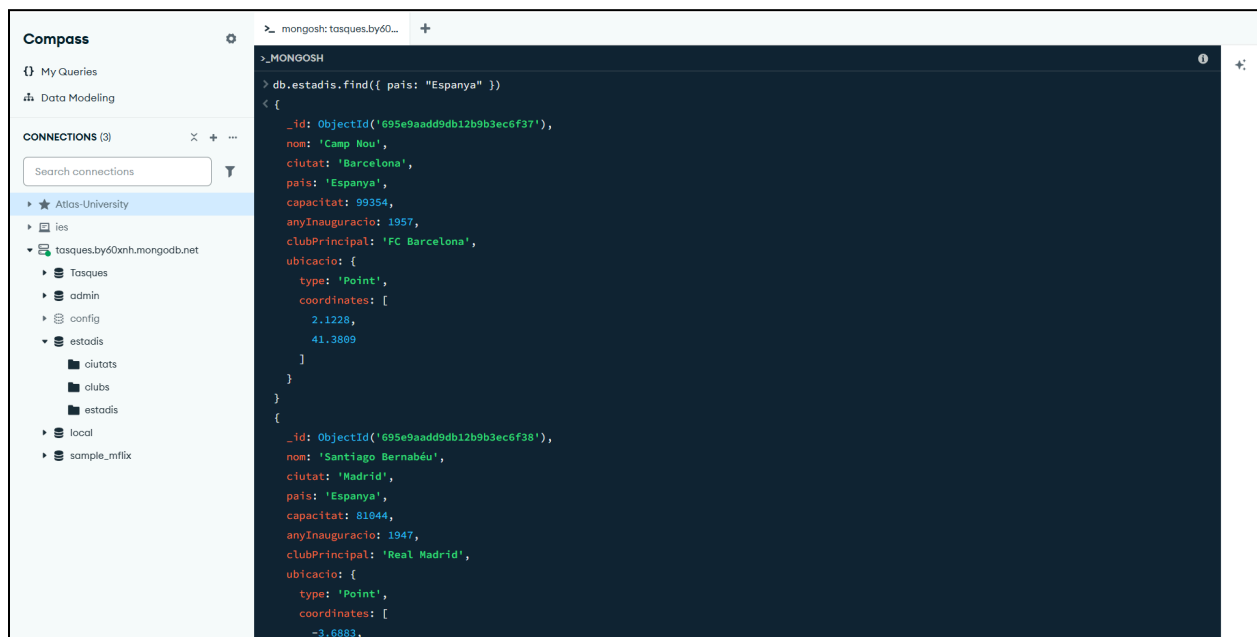 Compass
My Queries
Data Modeling
CONNECTIONS (3)
Search connections
Atlas-University
ies
tasques.by60xnh.mongodb.net
Tasques
admin
config
estadis
ciutats
clubs
estadis
local
sample_mflix
>_ mongosh: tasques.by60... +
>_MONGOSH
> db.estadis.find({ pais: "Espanya" })
< {
_id: ObjectId('695e9aadd9db12b9b3ec6f37'),
nom: 'Camp Nou',
ciutat: 'Barcelona',
pais: 'Espanya',
capacitat: 99354,
anyInauguracio: 1957,
clubPrincipal: 'FC Barcelona',
ubicacio: {
type: 'Point',
coordinates: [
2.1228,
41.3809
]
}
}
{
_id: ObjectId('695e9aadd9db12b9b3ec6f38'),
nom: 'Santiago Bernabéu',
ciutat: 'Madrid',
pais: 'Espanya',
capacitat: 81044,
anyInauguracio: 1947,
clubPrincipal: 'Real Madrid',
ubicacio: {
type: 'Point',
coordinates: [
-3.6883,